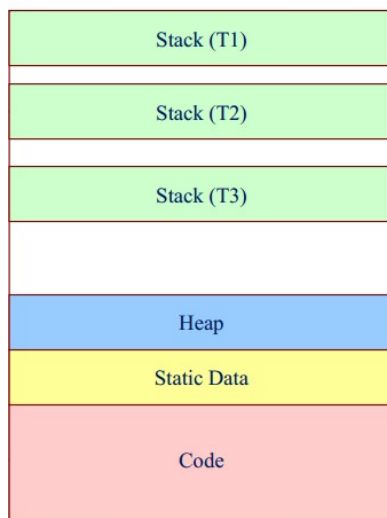 Stack (T1)
Stack (T2)
Stack (T3)
Heap
Static Data
Code